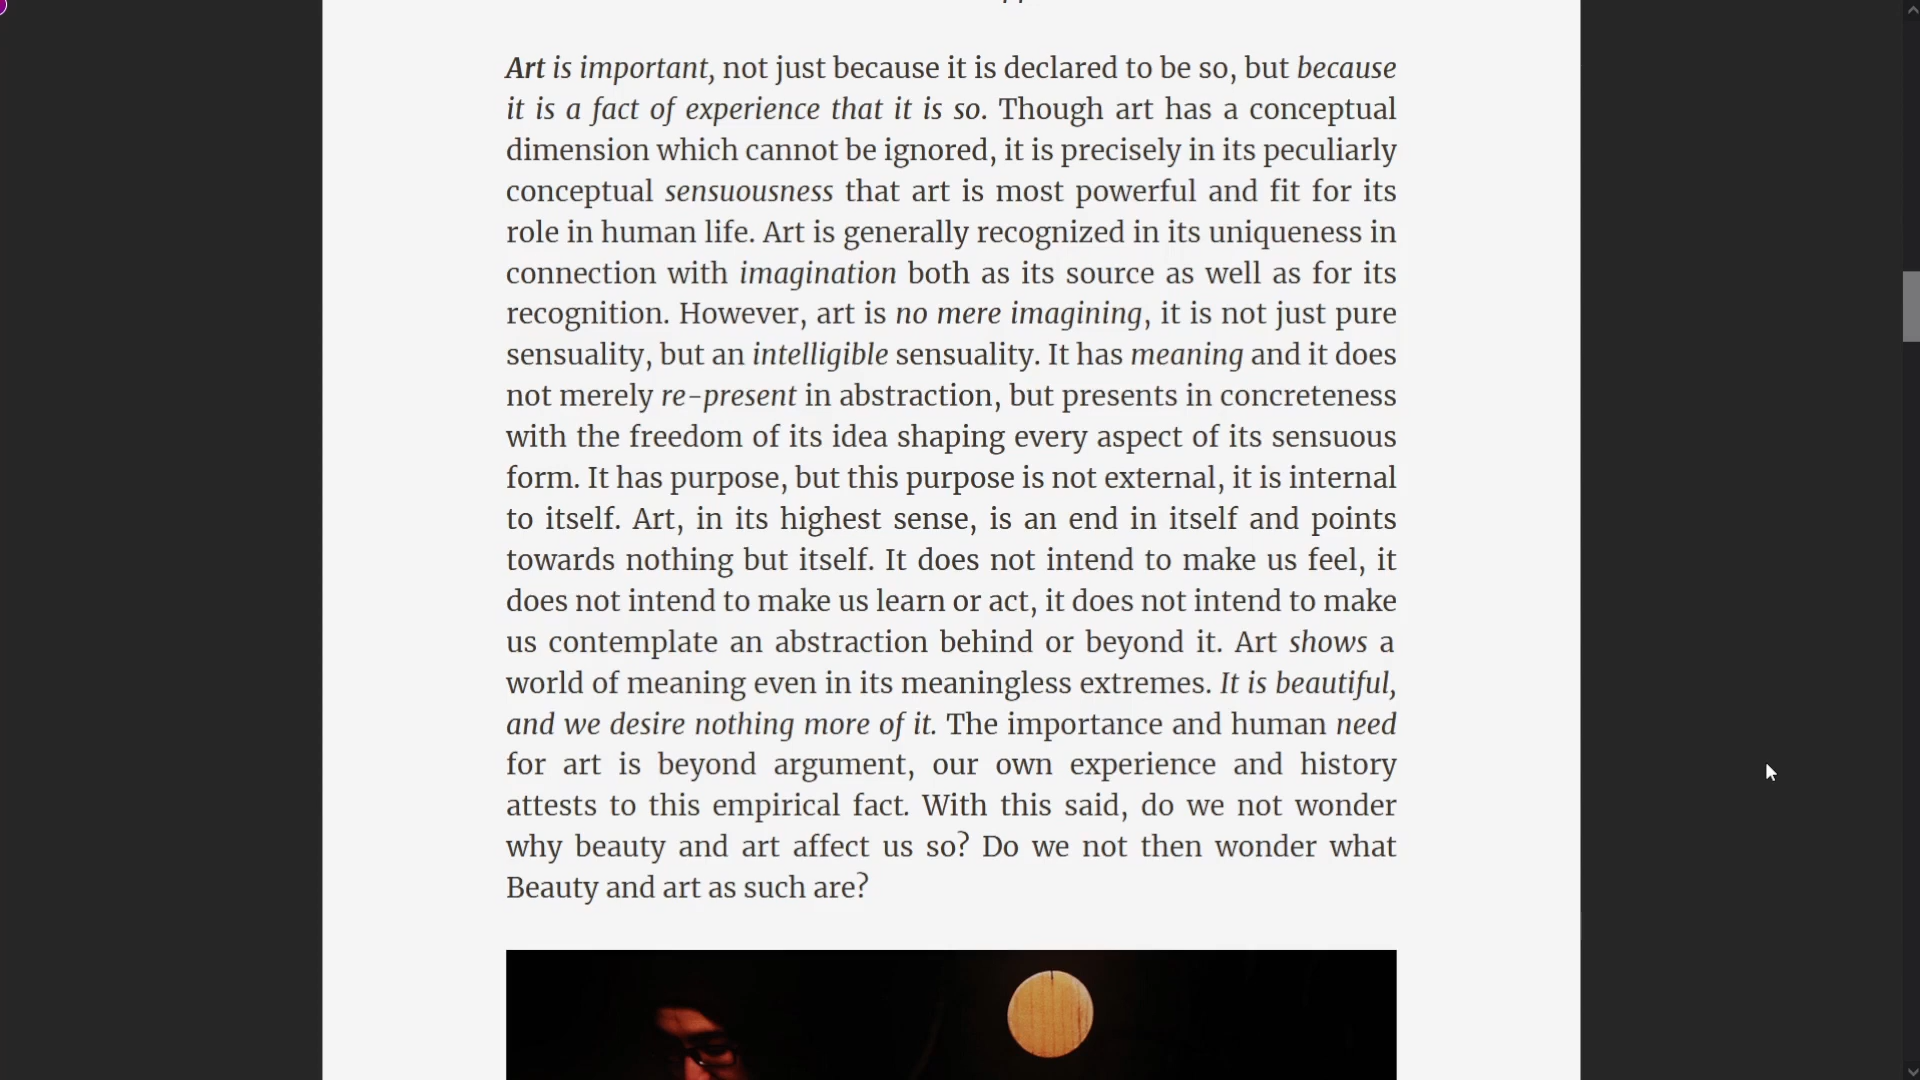 Art is important, not just because it is declared to be so, but because
it is a fact of experience that it is so. Though art has a conceptual
dimension which cannot be ignored, it is precisely in its peculiarly
conceptual sensuousness that art is most powerful and fit for its
role in human life. Art is generally recognized in its uniqueness in
connection with imagination both as its source as well as for its
recognition. However, art is no mere imagining, it is not just pure
sensuality, but an intelligible sensuality. It has meaning and it does
not merely re-present in abstraction, but presents in concreteness
with the freedom of its idea shaping every aspect of its sensuous
form. It has purpose, but this purpose is not external, it is internal
to itself. Art, in its highest sense, is an end in itself and points
towards nothing but itself. It does not intend to make us feel, it
does not intend to make us learn or act, it does not intend to make
us contemplate an abstraction behind or beyond it. Art shows a
world of meaning even in its meaningless extremes. It is beautiful,
and we desire nothing more of it. The importance and human need
for art is beyond argument, our own experience and history
attests to this empirical fact. With this said, do we not wonder
why beauty and art affect us so? Do we not then wonder what
Beauty and art as such are?